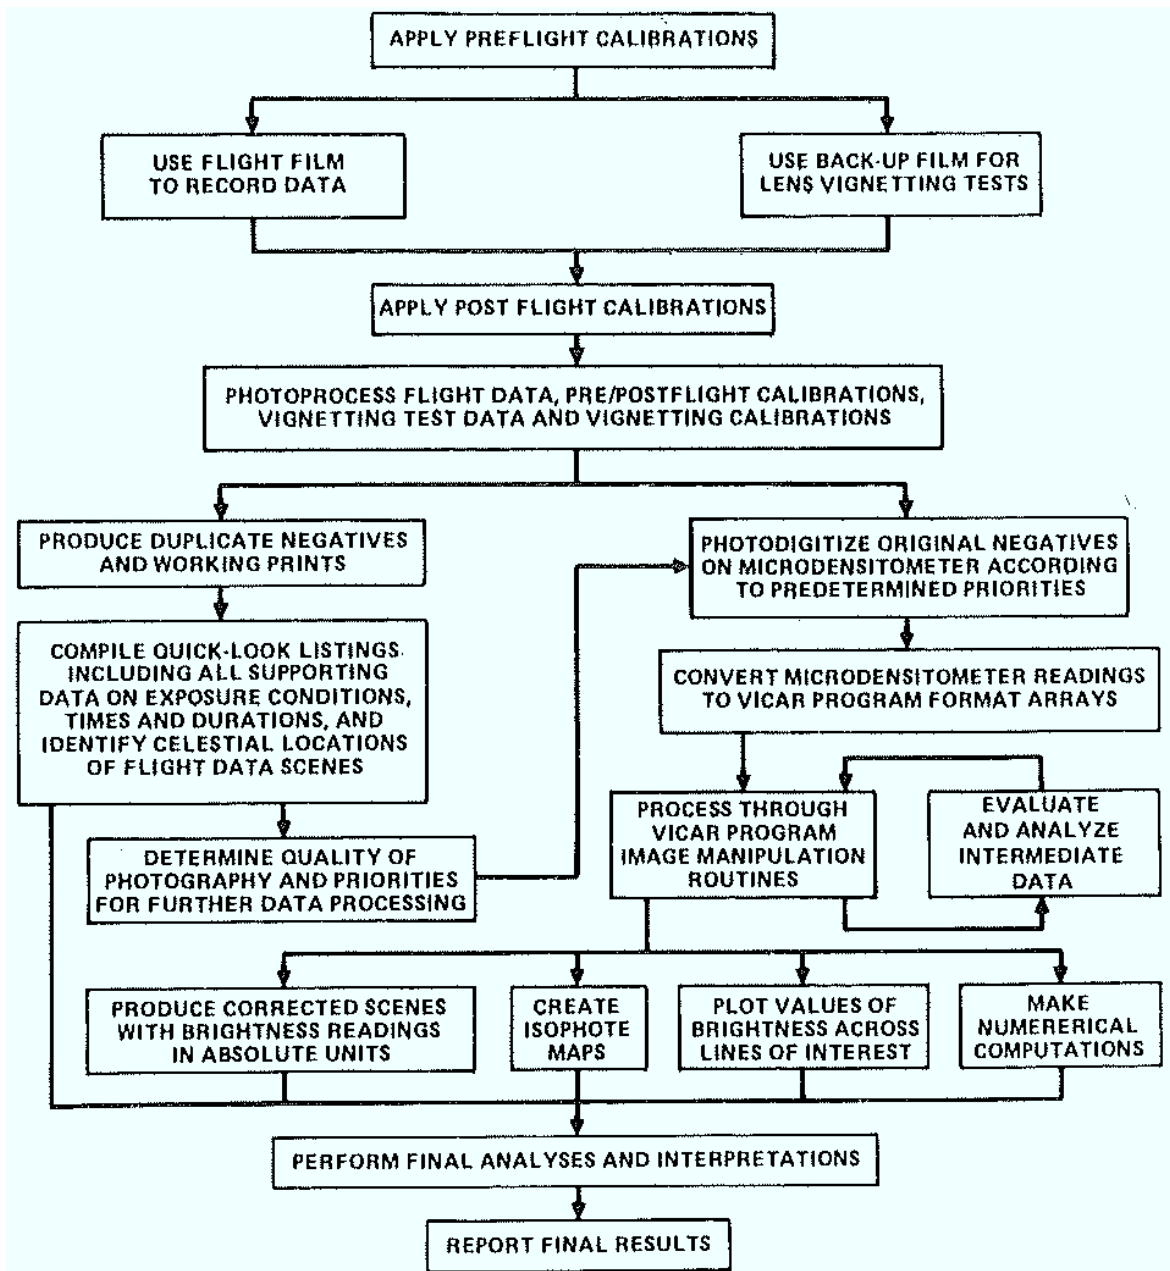 APPLY PREFLIGHT CALIBRATIONS
USE FLIGHT FILM
TO RECORD DATA
USE BACK-UP FILM FOR
LENS VIGNETTING TESTS
APPLY POST FLIGHT CALIBRATIONS
PHOTOPROCESS FLIGHT DATA, PRE/POSTFLIGHT CALIBRATIONS,
VIGNETTING TEST DATA AND VIGNETTING CALIBRATIONS
PRODUCE DUPLICATE NEGATIVES
AND WORKING PRINTS
PHOTODIGITIZE ORIGINAL NEGATIVES
ON MICRODENSITOMETER ACCORDING
TO PREDETERMINED PRIORITIES
COMPILE QUICK-LOOK LISTINGS
INCLUDING ALL SUPPORTING
DATA ON EXPOSURE CONDITIONS,
TIMES AND DURATIONS, AND
IDENTIFY CELESTIAL LOCATIONS
OF FLIGHT DATA SCENES
CONVERT MICRODENSITOMETER READINGS
TO VICAR PROGRAM FORMAT ARRAYS
DETERMINE QUALITY OF
PHOTOGRAPHY AND PRIORITIES
FOR FURTHER DATA PROCESSING
PROCESS THROUGH
VICAR PROGRAM
IMAGE MANIPULATION
ROUTINES
EVALUATE
AND ANALYZE
INTERMEDIATE
DATA
PRODUCE CORRECTED SCENES
WITH BRIGHTNESS READINGS
IN ABSOLUTE UNITS
CREATE
ISOPHOTE
MAPS
PLOT VALUES OF
BRIGHTNESS ACROSS
LINES OF INTEREST
MAKE
NUMERERICAL
COMPUTATIONS
PERFORM FINAL ANALYSES AND INTERPRETATIONS
REPORT FINAL RESULTS